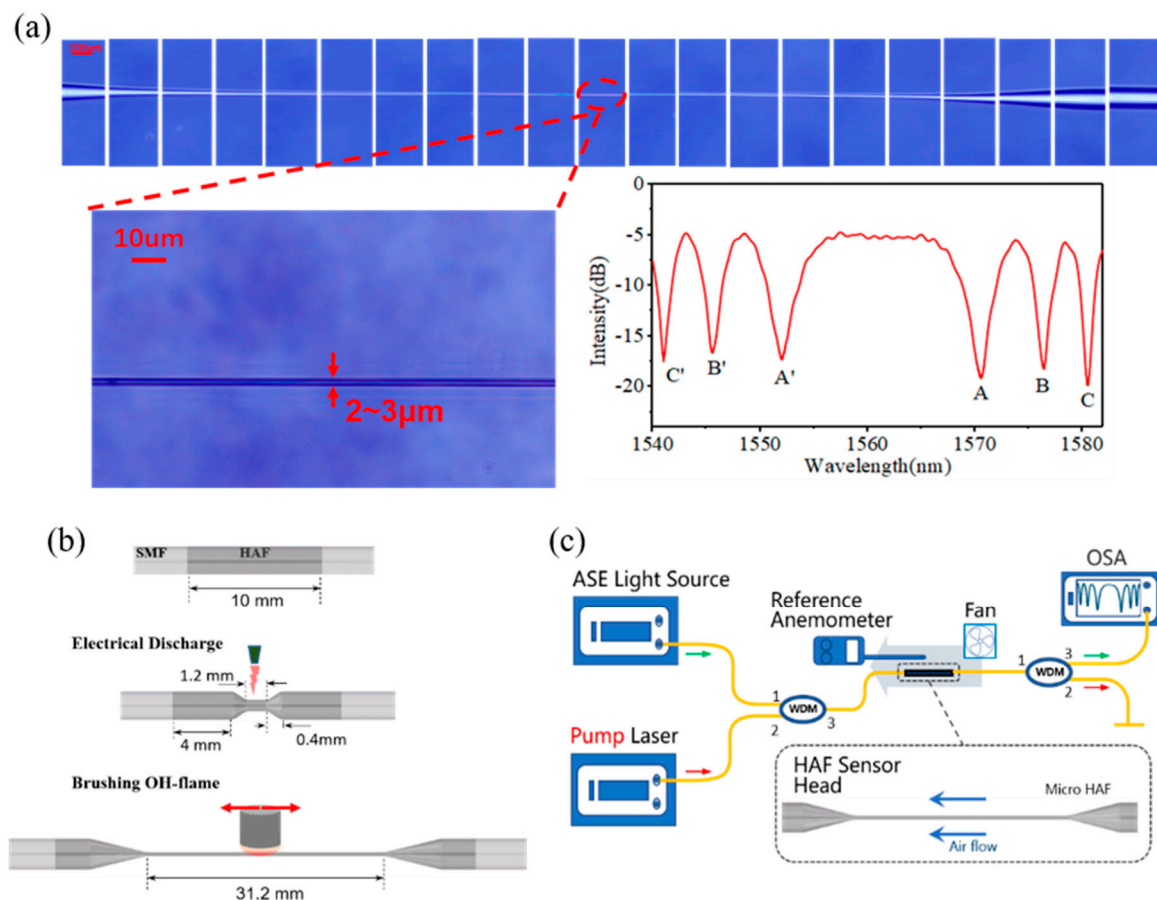 (a)
100um
10um
2~3μm
Intensity(dB)
0
-5
-10
-15
-20
C'
B'
A'
A
B
C
1540
1550
1560
1570
1580
Wavelength(nm)
(b)
SMF
HAF
10 mm
Electrical Discharge
1.2 mm
4 mm
0.4mm
Brushing OH-flame
31.2 mm
(c)
ASE Light Source
Reference
Anemometer
Fan
OSA
1
WDM
3
2
1
WDM
3
2
Pump Laser
HAF Sensor
Head
Micro HAF
Air flow